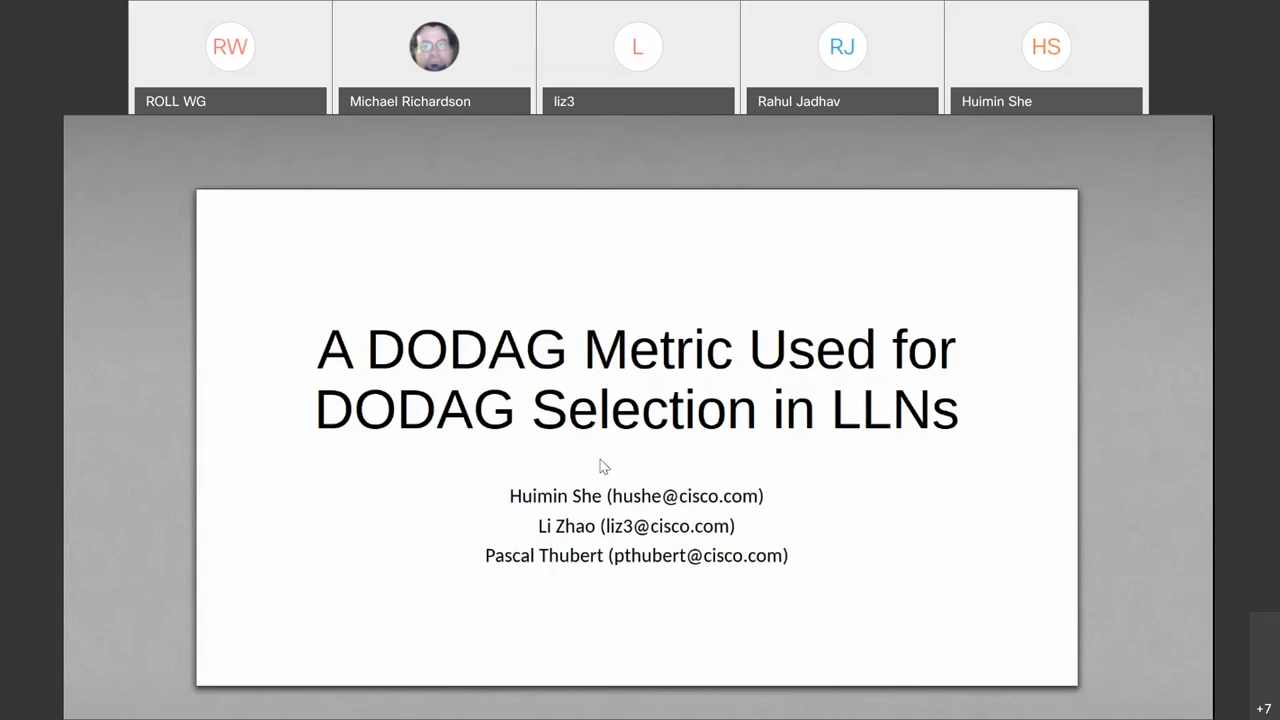 RW
L
RJ
HS
ROLL WG
Michael Richardson
liz3
Rahul Jadhav
Huimin She
A DODAG Metric Used for
DODAG Selection in LLNs
Huimin She (hushe@cisco.com)
Li Zhao (liz3@cisco.com)
Pascal Thubert (pthubert@cisco.com)
+7